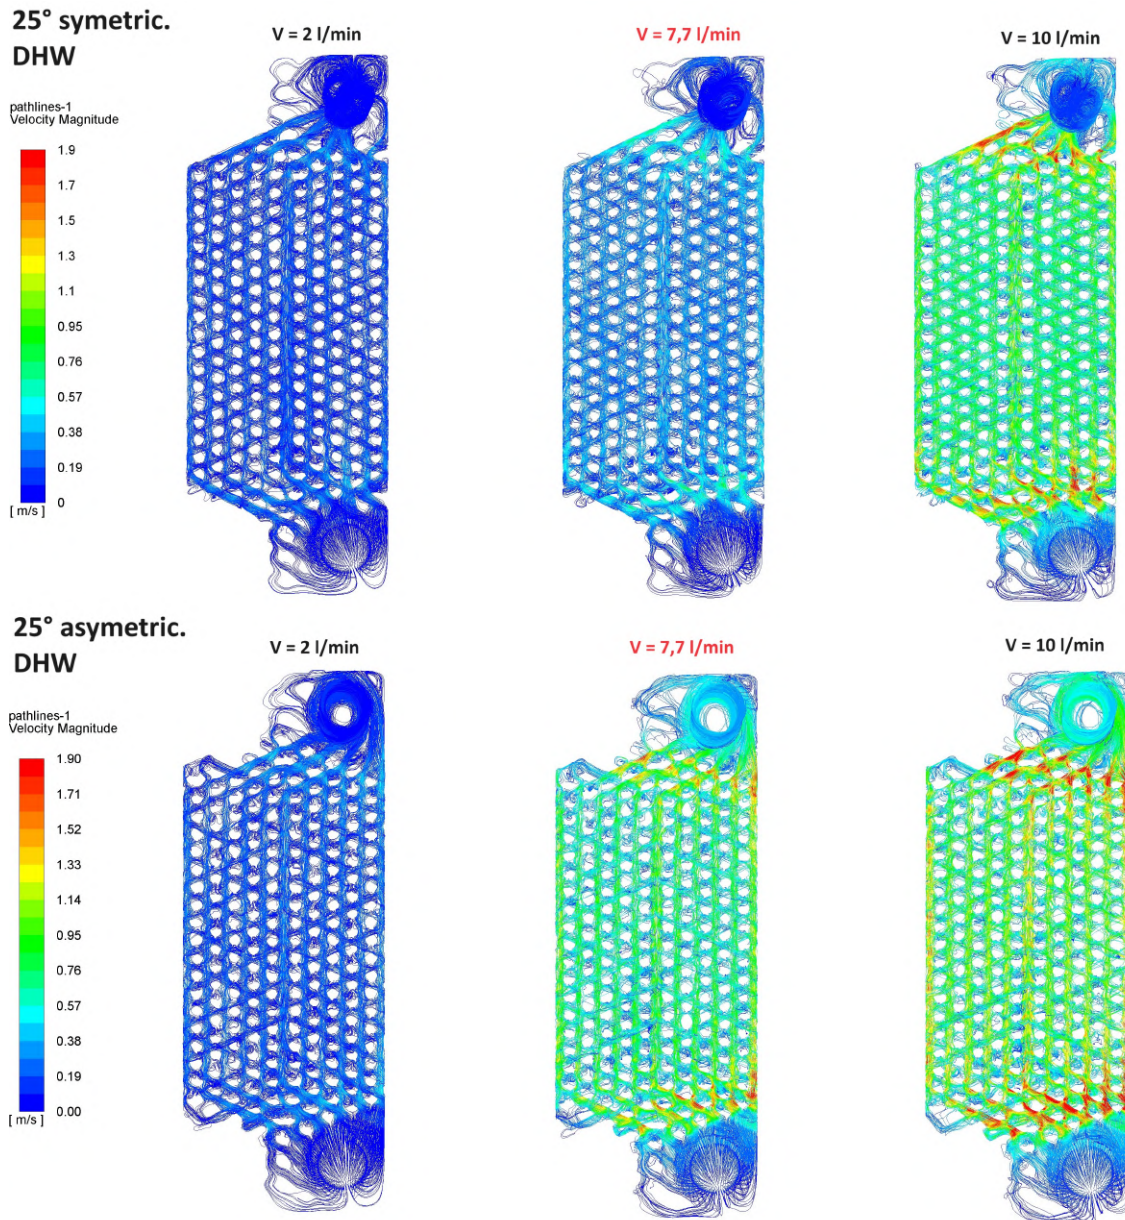 25° symetric.
DHW
V = 2 l/min
V = 7,7 l/min
V = 10 l/min
pathlines-1
Velocity Magnitude
1.9
1.7
1.5
1.3
1.1
0.95
0.76
0.57
0.38
0.19
0
[ m/s ]
25° asymetric.
DHW
V = 2 l/min
V = 7,7 l/min
V = 10 l/min
pathlines-1
Velocity Magnitude
1.90
1.71
1.52
1.33
1.14
0.95
0.76
0.57
0.38
0.19
0.00
[ m/s ]